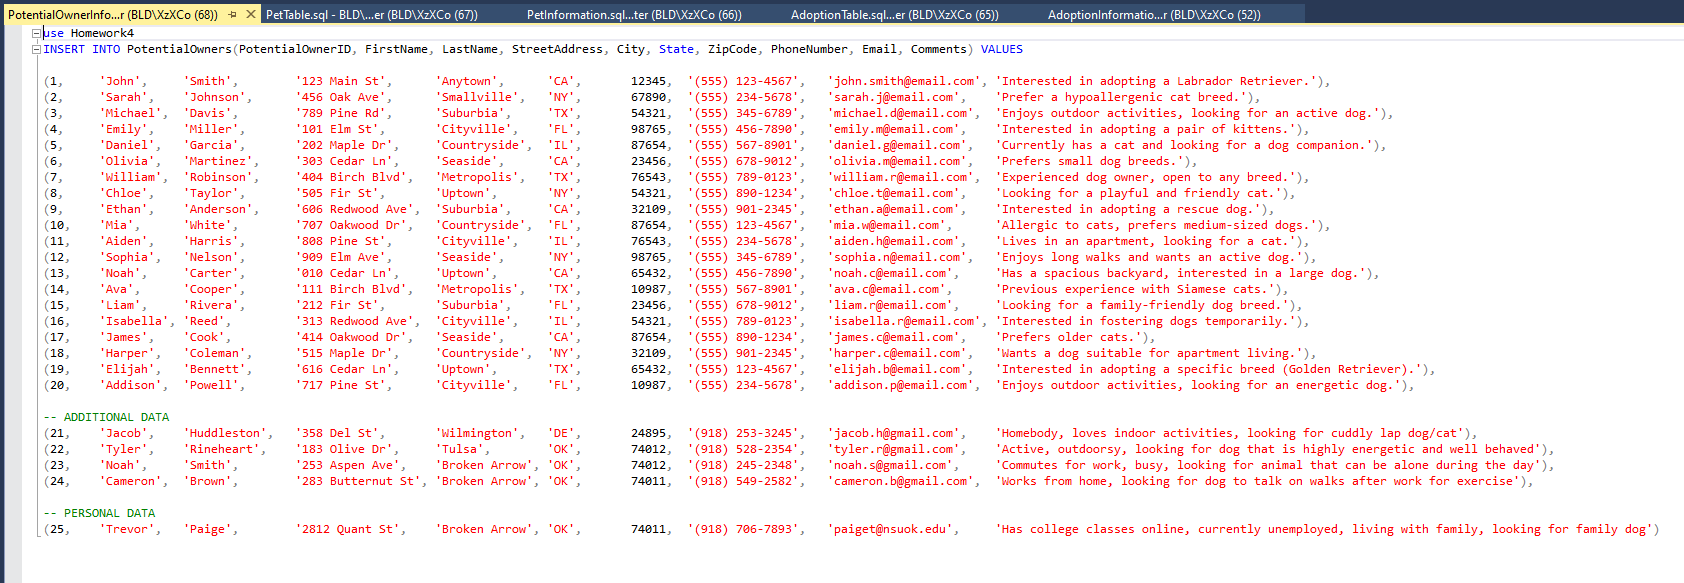 PotentialOwnerInfo...r (BLD\XzXCo (68)) PetTable.sql - BLD\...er (BLD\XzXCo (67)) PetInformation.sql...ter (BLD\XzXCo (66)) AdoptionTable.sql...er (BLD\XzXCo (65)) AdoptionInformatio...r (BLD\XzXCo (52))
use Homework4
INSERT INTO PotentialOwners(PotentialOwnerID, FirstName, LastName, StreetAddress, City, State, ZipCode, PhoneNumber, Email, Comments) VALUES
(1, 'John', 'Smith', '123 Main St', 'Anytown', 'CA', 12345, '(555) 123-4567', 'john.smith@email.com', 'Interested in adopting a Labrador Retriever.'),
(2, 'Sarah', 'Johnson', '456 Oak Ave', 'Smallville', 'NY', 67890, '(555) 234-5678', 'sarah.j@email.com', 'Prefer a hypoallergenic cat breed.'),
(3, 'Michael', 'Davis', '789 Pine Rd', 'Suburbia', 'TX', 54321, '(555) 345-6789', 'michael.d@email.com', 'Enjoys outdoor activities, looking for an active dog.'),
(4, 'Emily', 'Miller', '101 Elm St', 'Cityville', 'FL', 98765, '(555) 456-7890', 'emily.m@email.com', 'Interested in adopting a pair of kittens.'),
(5, 'Daniel', 'Garcia', '202 Maple Dr', 'Countryside', 'IL', 87654, '(555) 567-8901', 'daniel.g@email.com', 'Currently has a cat and looking for a dog companion.'),
(6, 'Olivia', 'Martinez', '303 Cedar Ln', 'Seaside', 'CA', 23456, '(555) 678-9012', 'olivia.m@email.com', 'Prefers small dog breeds.'),
(7, 'William', 'Robinson', '404 Birch Blvd', 'Metropolis', 'TX', 76543, '(555) 789-0123', 'william.r@email.com', 'Experienced dog owner, open to any breed.'),
(8, 'Chloe', 'Taylor', '505 Fir St', 'Uptown', 'NY', 54321, '(555) 890-1234', 'chloe.t@email.com', 'Looking for a playful and friendly cat.'),
(9, 'Ethan', 'Anderson', '606 Redwood Ave', 'Suburbia', 'CA', 32109, '(555) 901-2345', 'ethan.a@email.com', 'Interested in adopting a rescue dog.'),
(10, 'Mia', 'White', '707 Oakwood Dr', 'Countryside', 'FL', 87654, '(555) 123-4567', 'mia.w@email.com', 'Allergic to cats, prefers medium-sized dogs.'),
(11, 'Aiden', 'Harris', '808 Pine St', 'Cityville', 'IL', 76543, '(555) 234-5678', 'aiden.h@email.com', 'Lives in an apartment, looking for a cat.'),
(12, 'Sophia', 'Nelson', '909 Elm Ave', 'Seaside', 'NY', 98765, '(555) 345-6789', 'sophia.n@email.com', 'Enjoys long walks and wants an active dog.'),
(13, 'Noah', 'Carter', '010 Cedar Ln', 'Uptown', 'CA', 65432, '(555) 456-7890', 'noah.c@email.com', 'Has a spacious backyard, interested in a large dog.'),
(14, 'Ava', 'Cooper', '111 Birch Blvd', 'Metropolis', 'TX', 10987, '(555) 567-8901', 'ava.c@email.com', 'Previous experience with Siamese cats.'),
(15, 'Liam', 'Rivera', '212 Fir St', 'Suburbia', 'FL', 23456, '(555) 678-9012', 'liam.r@email.com', 'Looking for a family-friendly dog breed.'),
(16, 'Isabella', 'Reed', '313 Redwood Ave', 'Cityville', 'IL', 54321, '(555) 789-0123', 'isabella.r@email.com', 'Interested in fostering dogs temporarily.'),
(17, 'James', 'Cook', '414 Oakwood Dr', 'Seaside', 'CA', 87654, '(555) 890-1234', 'james.c@email.com', 'Prefers older cats.'),
(18, 'Harper', 'Coleman', '515 Maple Dr', 'Countryside', 'NY', 32109, '(555) 901-2345', 'harper.c@email.com', 'Wants a dog suitable for apartment living.'),
(19, 'Elijah', 'Bennett', '616 Cedar Ln', 'Uptown', 'TX', 65432, '(555) 123-4567', 'elijah.b@email.com', 'Interested in adopting a specific breed (Golden Retriever).'),
(20, 'Addison', 'Powell', '717 Pine St', 'Cityville', 'FL', 10987, '(555) 234-5678', 'addison.p@email.com', 'Enjoys outdoor activities, looking for an energetic dog.'),
-- ADDITIONAL DATA
(21, 'Jacob', 'Huddleston', '358 Del St', 'Wilmington', 'DE', 24895, '(918) 253-3245', 'jacob.h@gmail.com', 'Homebody, loves indoor activities, looking for cuddly lap dog/cat'),
(22, 'Tyler', 'Rineheart', '183 Olive Dr', 'Tulsa', 'OK', 74012, '(918) 528-2354', 'tyler.r@gmail.com', 'Active, outdoorsy, looking for dog that is highly energetic and well behaved'),
(23, 'Noah', 'Smith', '253 Aspen Ave', 'Broken Arrow', 'OK', 74012, '(918) 245-2348', 'noah.s@gmail.com', 'Commutes for work, busy, looking for animal that can be alone during the day'),
(24, 'Cameron', 'Brown', '283 Butternut St', 'Broken Arrow', 'OK', 74011, '(918) 549-2582', 'cameron.b@gmail.com', 'Works from home, looking for dog to talk on walks after work for exercise'),
-- PERSONAL DATA
(25, 'Trevor', 'Paige', '2812 Quant St', 'Broken Arrow', 'OK', 74011, '(918) 706-7893', 'paiget@nsuok.edu', 'Has college classes online, currently unemployed, living with family, looking for family dog')